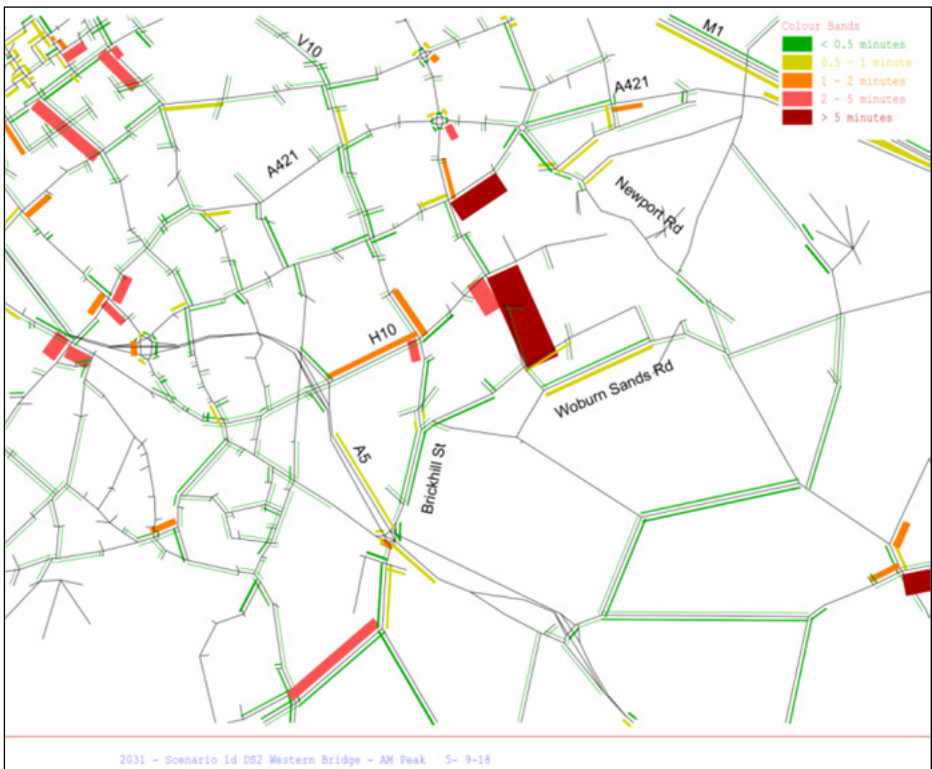 M1
Colour Bands
< 0.5 minutes
0.5 - 1 minute
1 - 2 minutes
2 - 5 minutes
> 5 minutes
V10
A421
A421
Newport Rd
H10
Woburn Sands Rd
A5
Brickhill St
2031 - Scenario 1d DS2 Western Bridge - AM Peak 5- 9-18